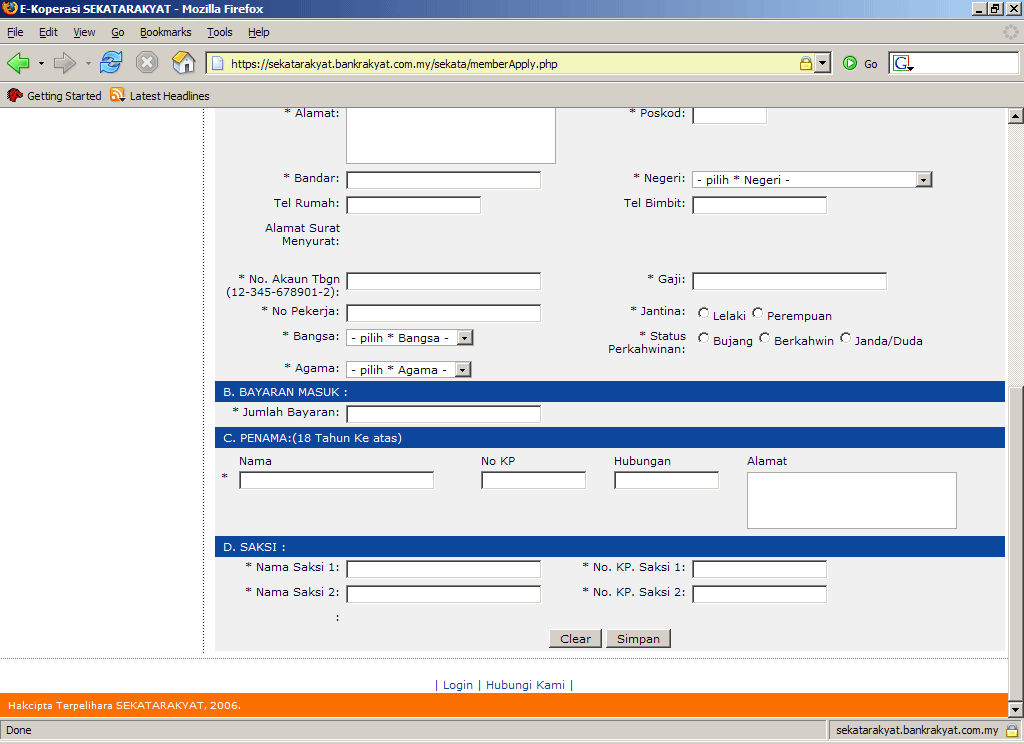 E-Koperasi SEKATARAKYAT - Mozilla Firefox
File Edit View Go Bookmarks Tools Help
https://sekatarakyat.bankrakyat.com.my/sekata/memberApply.php Go G
Getting Started Latest Headlines
* Alamat: * Poskod:
* Bandar: * Negeri: - pilih * Negeri -
Tel Rumah: Tel Bimbit:
Alamat Surat
Menyurat:
* No. Akaun Tbgn * Gaji:
(12-345-678901-2):
* No Pekerja: * Jantina: Lelaki Perempuan
* Bangsa: - pilih * Bangsa - * Status
Perkahwinan: Bujang Berkahwin Janda/Duda
* Agama: - pilih * Agama -
B. BAYARAN MASUK :
* Jumlah Bayaran:
C. PENAMA:(18 Tahun Ke atas)
Nama No KP Hubungan Alamat
*
D. SAKSI :
* Nama Saksi 1: * No. KP. Saksi 1:
* Nama Saksi 2: * No. KP. Saksi 2:
:
Clear Simpan
| Login | Hubungi Kami |
Hakcipta Terpelihara SEKATARAKYAT, 2006.
Done sekatarakyat.bankrakyat.com.my